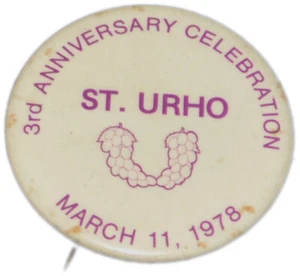 3rd ANNIVERSARY CELEBRATION
ST. URHO
MARCH 11, 1978